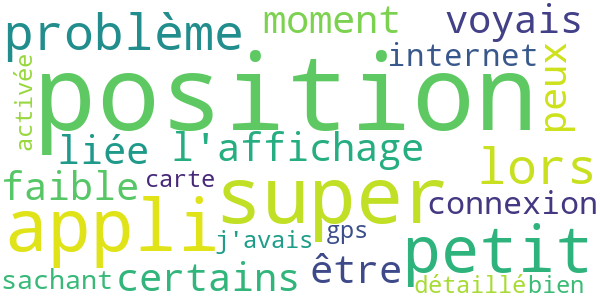 problème moment voyais
internet
position
activée
peux
liée l'affichage lors
faible carte super connexion
appli j'avais gps petit
sachant certains être détaillé bien